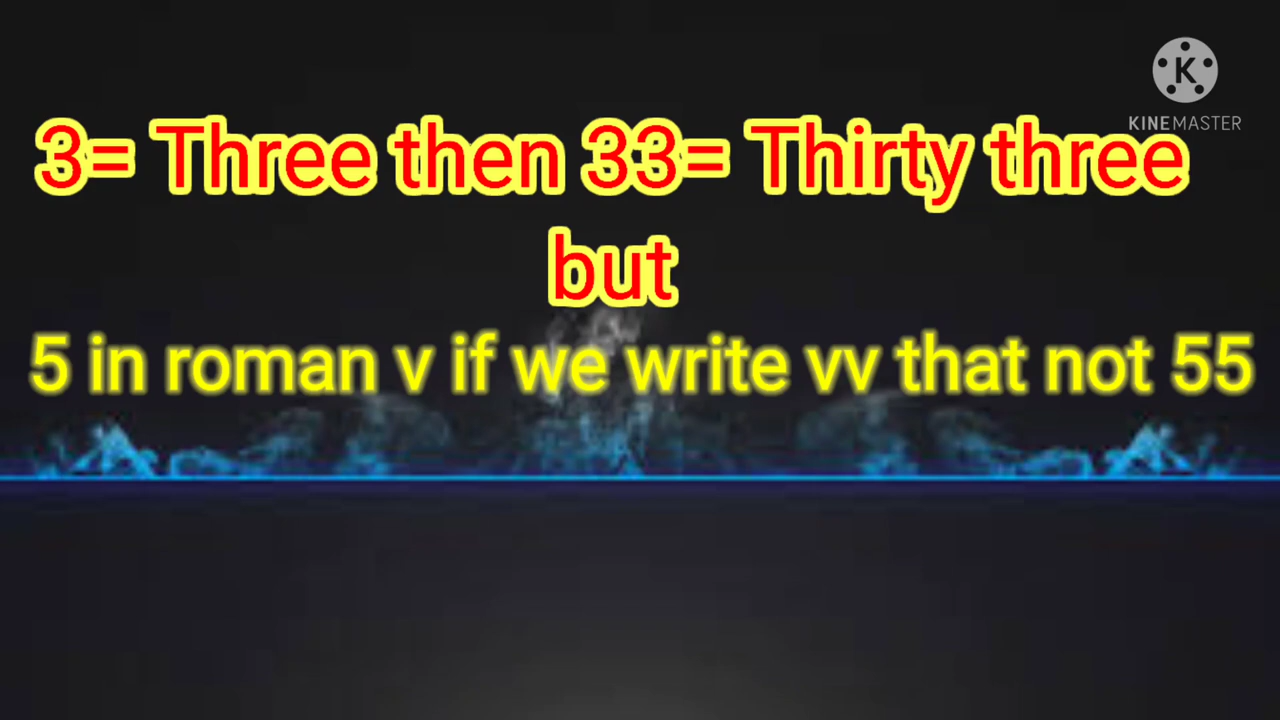 K
KINEMASTER
3= Three then 33= Thirty three
but
5 in roman v if we write vv that not 55